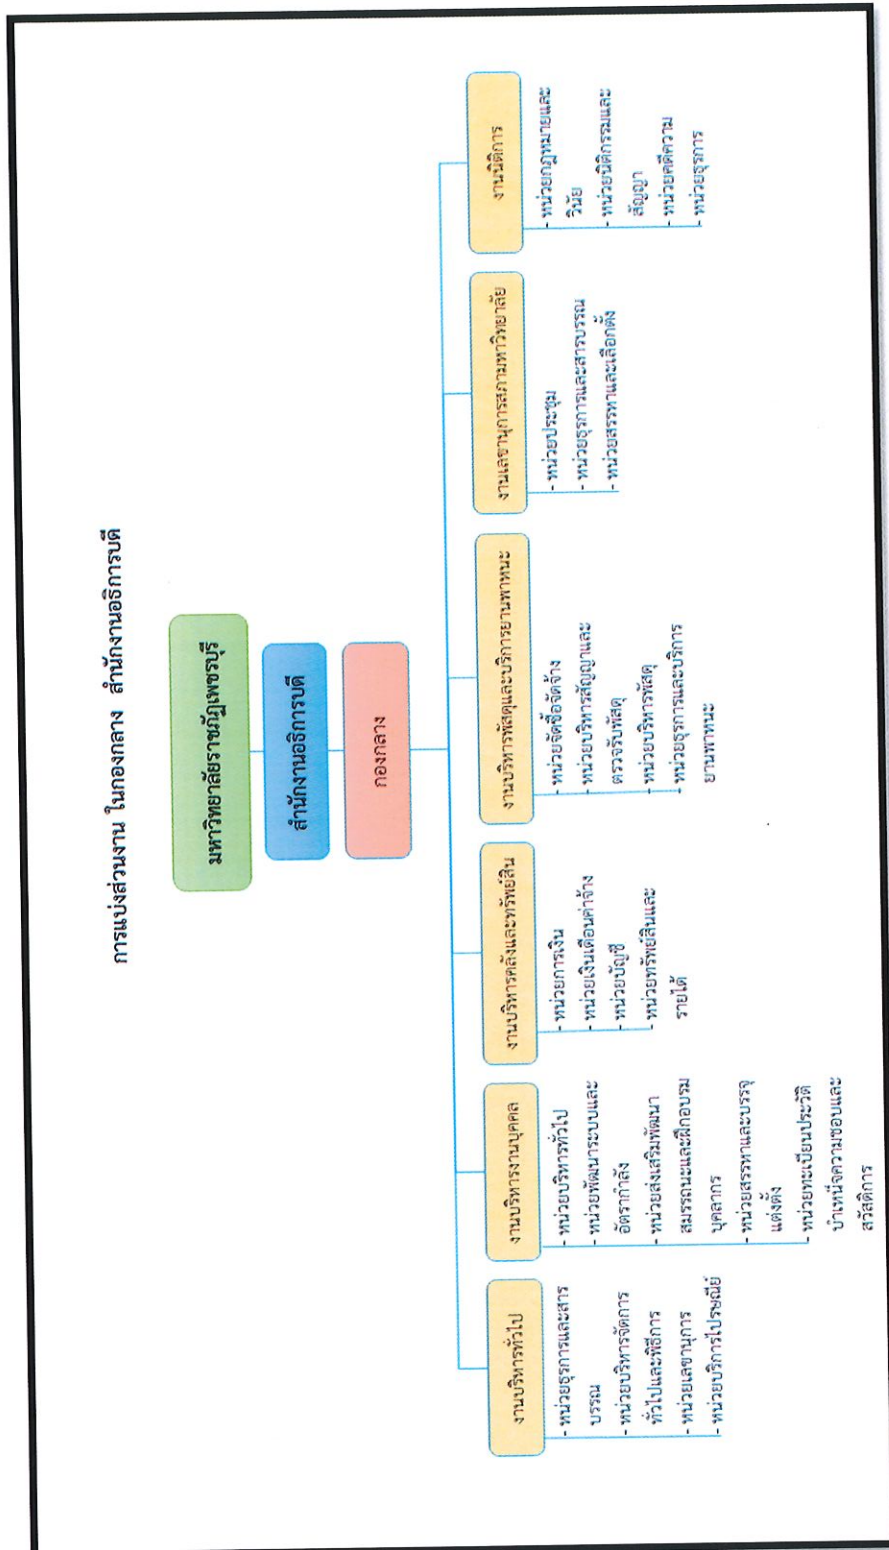 การแบ่งส่วนงาน ในกองกลาง สำนักงานอธิการบดี
มหาวิทยาลัยราชภัฏเพชรบุรี
สำนักงานอธิการบดี
กองกลาง
งานบริหารทั่วไป
- หน่วยธุรการและสาร
บรรณ
- หน่วยบริหารจัดการ
ทั่วไปและพิธีการ
- หน่วยเลขานุการ
- หน่วยบริการไปรษณีย์
งานบริหารงานบุคคล
- หน่วยบริหารทั่วไป
- หน่วยพัฒนาระบบและ
อัตรากำลัง
- หน่วยส่งเสริมพัฒนา
สมรรถนะและฝึกอบรม
บุคลากร
- หน่วยสรรหาและบรรจุ
แต่งตั้ง
- หน่วยทะเบียนประวัติ
บำเหน็จความชอบและ
สวัสดิการ
งานบริหารคลังและทรัพย์สิน
- หน่วยการเงิน
- หน่วยเงินเดือนค่าจ้าง
- หน่วยบัญชี
- หน่วยทรัพย์สินและ
รายได้
งานบริหารพัสดุและบริการยานพาหนะ
- หน่วยจัดซื้อจัดจ้าง
- หน่วยบริหารสัญญาและ
ตรวจรับพัสดุ
- หน่วยบริหารพัสดุ
- หน่วยธุรการและบริการ
ยานพาหนะ
งานเลขานุการสภามหาวิทยาลัย
- หน่วยประชุม
- หน่วยธุรการและสารบรรณ
- หน่วยสรรหาและเลือกตั้ง
งานนิติการ
- หน่วยกฎหมายและ
วินัย
- หน่วยนิติกรรมและ
สัญญา
- หน่วยคดีความ
- หน่วยธุรการ